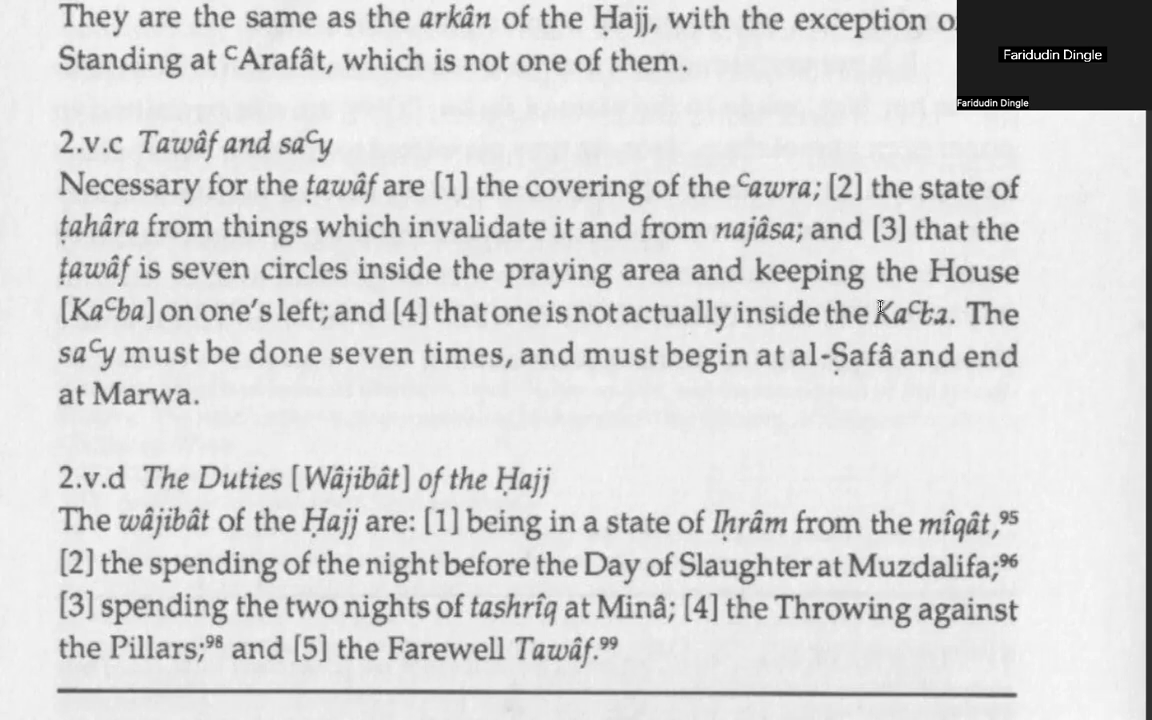 They are the same as the arkân of the Ḥajj, with the exception o
Standing at ᶜArafât, which is not one of them.
2.v.c Tawâf and saᶜy
Necessary for the ṭawâf are [1] the covering of the ᶜawra; [2] the state of
ṭahâra from things which invalidate it and from najâsa; and [3] that the
ṭawâf is seven circles inside the praying area and keeping the House
[Kaᶜba] on one's left; and [4] that one is not actually inside the Kaᶜba. The
saᶜy must be done seven times, and must begin at al-Ṣafâ and end
at Marwa.
2.v.d The Duties [Wâjibât] of the Ḥajj
The wâjibât of the Ḥajj are: [1] being in a state of Iḥrâm from the mîqât,⁹⁵
[2] the spending of the night before the Day of Slaughter at Muzdalifa;⁹⁶
[3] spending the two nights of tashrîq at Minâ; [4] the Throwing against
the Pillars;⁹⁸ and [5] the Farewell Tawâf.⁹⁹
Faridudin Dingle
Faridudin Dingle